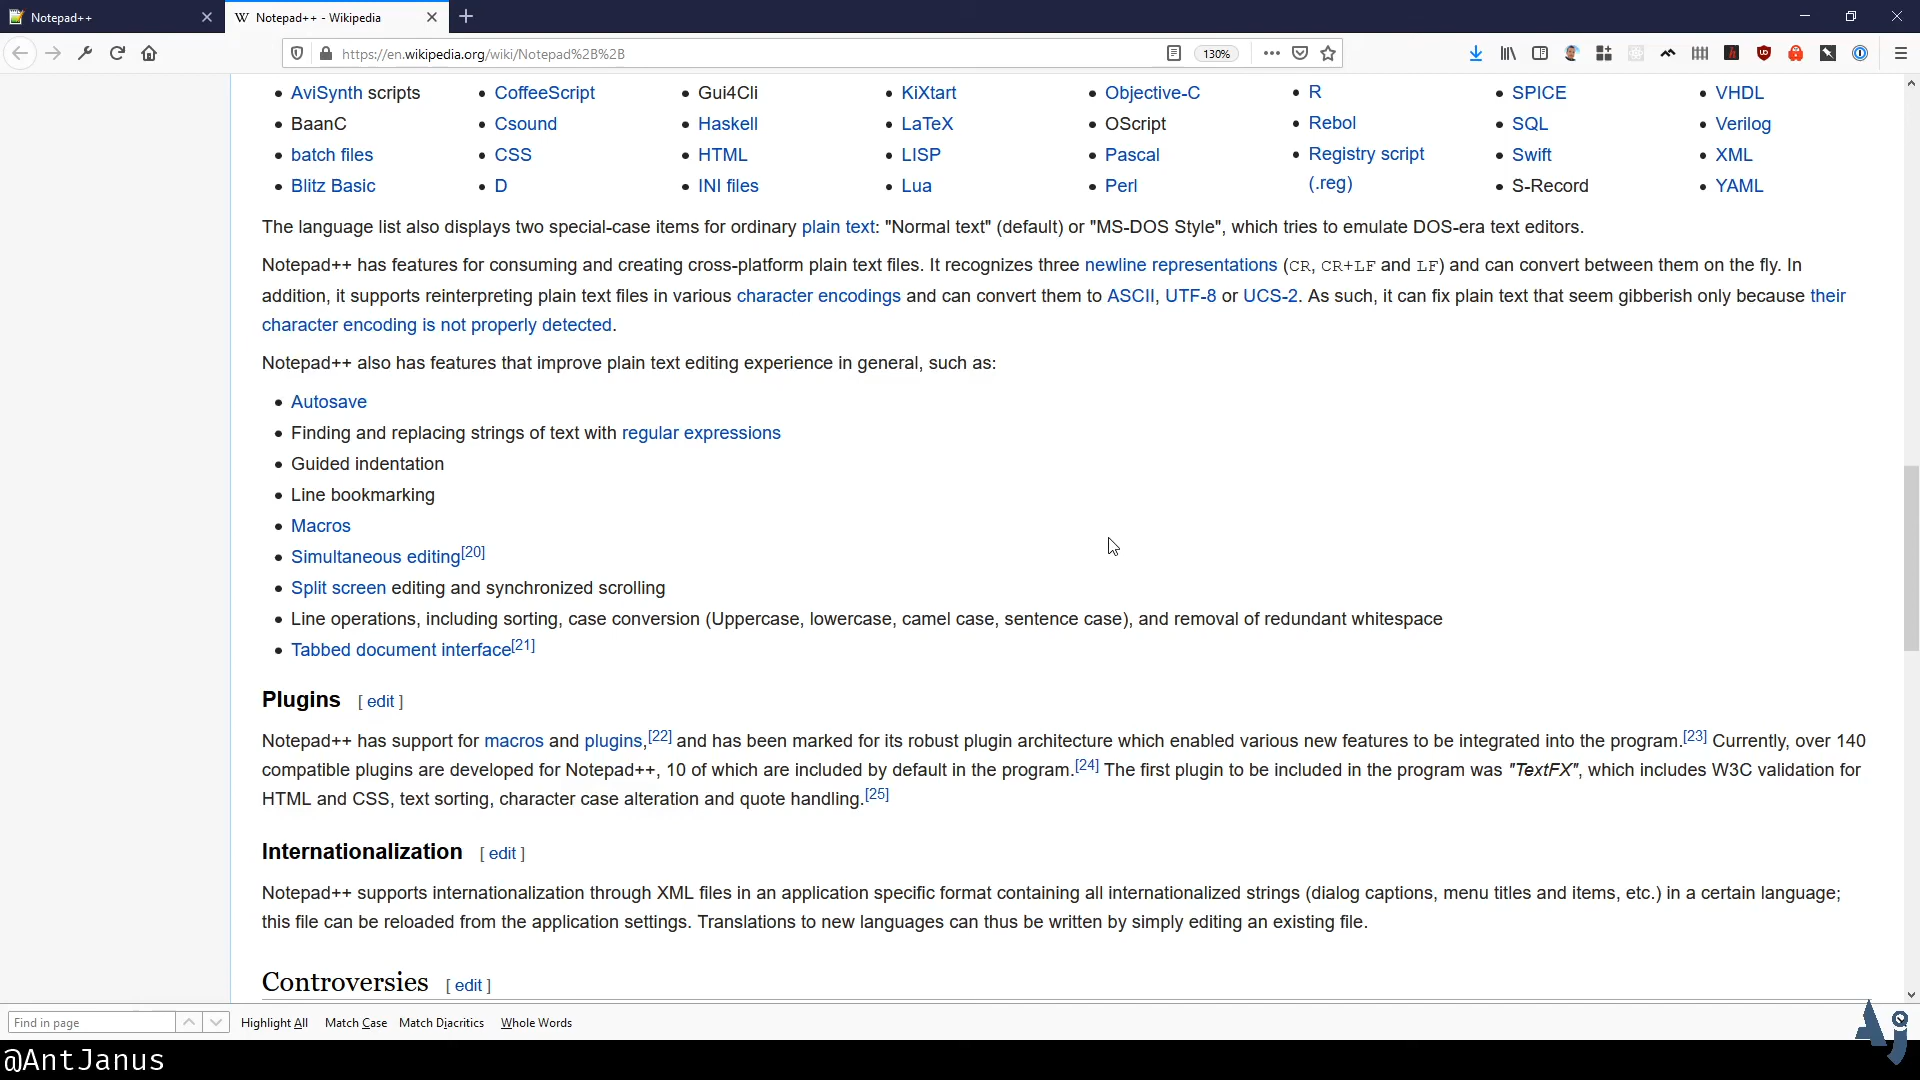 Notepad++
Notepad++ - Wikipedia
https://en.wikipedia.org/wiki/Notepad%2B%2B
130%
AviSynth scripts
BaanC
batch files
Blitz Basic
CoffeeScript
Csound
CSS
D
Gui4Cli
Haskell
HTML
INI files
KiXtart
LaTeX
LISP
Lua
Objective-C
OScript
Pascal
Perl
R
Rebol
Registry script
(.reg)
SPICE
SQL
Swift
S-Record
VHDL
Verilog
XML
YAML
The language list also displays two special-case items for ordinary plain text: "Normal text" (default) or "MS-DOS Style", which tries to emulate DOS-era text editors.
Notepad++ has features for consuming and creating cross-platform plain text files. It recognizes three newline representations (CR, CR+LF and LF) and can convert between them on the fly. In
addition, it supports reinterpreting plain text files in various character encodings and can convert them to ASCII, UTF-8 or UCS-2. As such, it can fix plain text that seem gibberish only because their
character encoding is not properly detected.
Notepad++ also has features that improve plain text editing experience in general, such as:
Autosave
Finding and replacing strings of text with regular expressions
Guided indentation
Line bookmarking
Macros
Simultaneous editing[20]
Split screen editing and synchronized scrolling
Line operations, including sorting, case conversion (Uppercase, lowercase, camel case, sentence case), and removal of redundant whitespace
Tabbed document interface[21]
Plugins [ edit ]
Notepad++ has support for macros and plugins,[22] and has been marked for its robust plugin architecture which enabled various new features to be integrated into the program.[23] Currently, over 140
compatible plugins are developed for Notepad++, 10 of which are included by default in the program.[24] The first plugin to be included in the program was "TextFX", which includes W3C validation for
HTML and CSS, text sorting, character case alteration and quote handling.[25]
Internationalization [ edit ]
Notepad++ supports internationalization through XML files in an application specific format containing all internationalized strings (dialog captions, menu titles and items, etc.) in a certain language;
this file can be reloaded from the application settings. Translations to new languages can thus be written by simply editing an existing file.
Controversies [ edit ]
Find in page
Highlight All
Match Case
Match Diacritics
Whole Words
@AntJanus